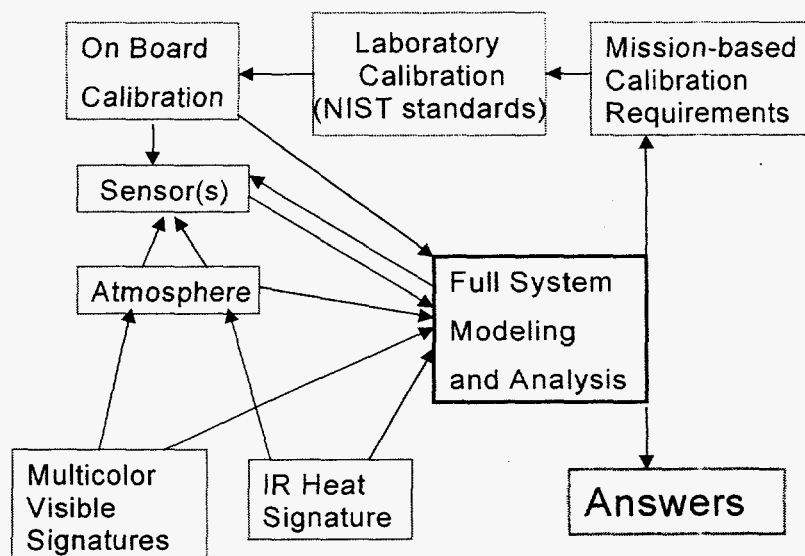 On Board
Calibration
Laboratory
Calibration
(NIST standards)
Mission-based
Calibration
Requirements
Sensor(s)
Atmosphere
Full System
Modeling
and Analysis
Multicolor
Visible
Signatures
IR Heat
Signature
Answers